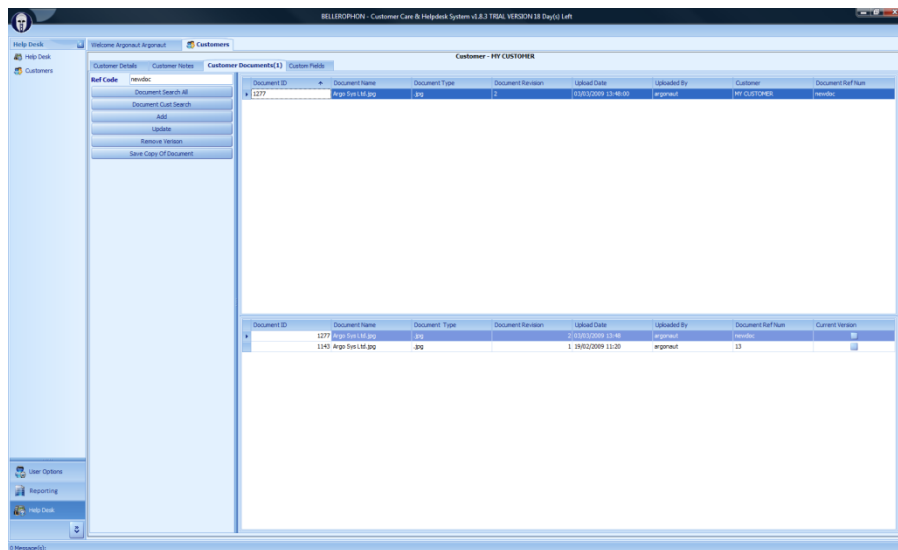 BELLEROPHON - Customer Care & Helpdesk System v1.8.3 TRIAL VERSION 18 Day(s) Left
Help Desk
Welcome Argonaut Argonaut
Customers
Help Desk
Customers
Customer - MY CUSTOMER
Customer Details Customer Notes Customer Documents(1) Custom Fields
Ref Code newdoc
Document Search All
Document Cust Search
Add
Update
Remove Version
Save Copy Of Document
Document ID Document Name Document Type Document Revision Upload Date Uploaded By Customer Document Ref Num
1277 Argo Sys Ltd.jpg .jpg 2 03/03/2009 13:48:00 argonaut MY CUSTOMER newdoc
Document ID Document Name Document Type Document Revision Upload Date Uploaded By Document Ref Num Current Version
1277 Argo Sys Ltd.jpg .jpg 2 03/03/2009 13:48 argonaut newdoc
1143 Argo Sys Ltd.jpg .jpg 1 19/02/2009 11:20 argonaut 13
User Options
Reporting
Help Desk
0 Message(s):